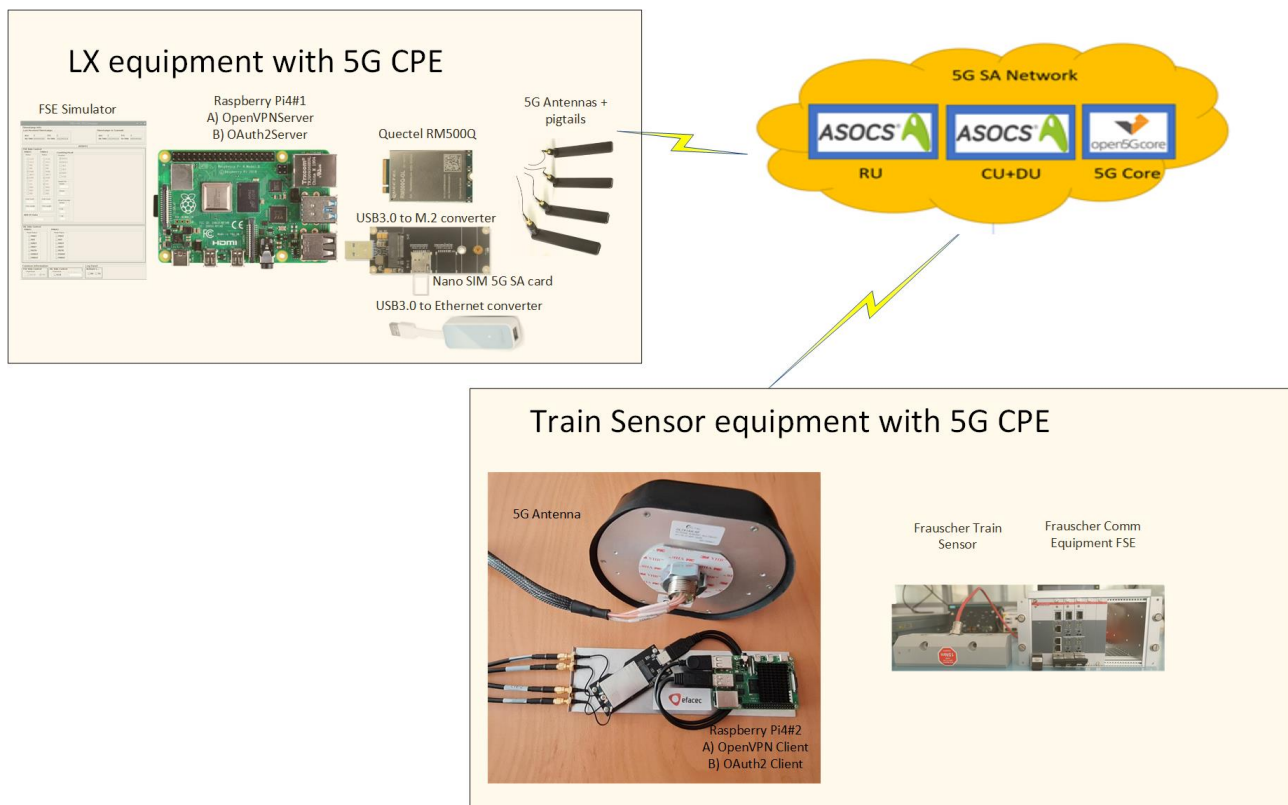 LX equipment with 5G CPE
FSE Simulator
Raspberry Pi4#1
A) OpenVPNServer
B) OAuth2Server
Quectel RM500Q
5G Antennas +
pigtails
USB3.0 to M.2 converter
Nano SIM 5G SA card
USB3.0 to Ethernet converter
HDMI
5G SA Network
ASOCS
ASOCS
open5Gcore
RU
CU+DU
5G Core
Train Sensor equipment with 5G CPE
5G Antenna
efacec
Raspberry Pi4#2
A) OpenVPN Client
B) OAuth2 Client
Frauscher Train
Sensor
Frauscher Comm
Equipment FSE